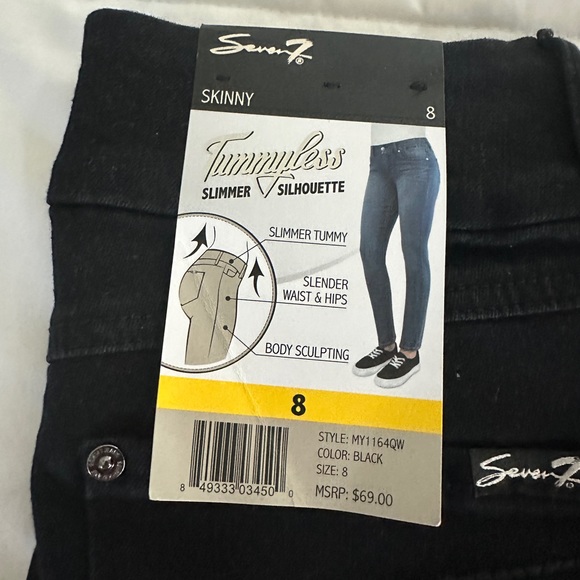 Seven7®
SKINNY
8
Tummyless
SLIMMER SILHOUETTE
SLIMMER TUMMY
SLENDER
WAIST & HIPS
BODY SCULPTING
8
STYLE: MY1164QW
COLOR: BLACK
SIZE: 8
MSRP: $69.00
8 49333 03450 0
Seven7